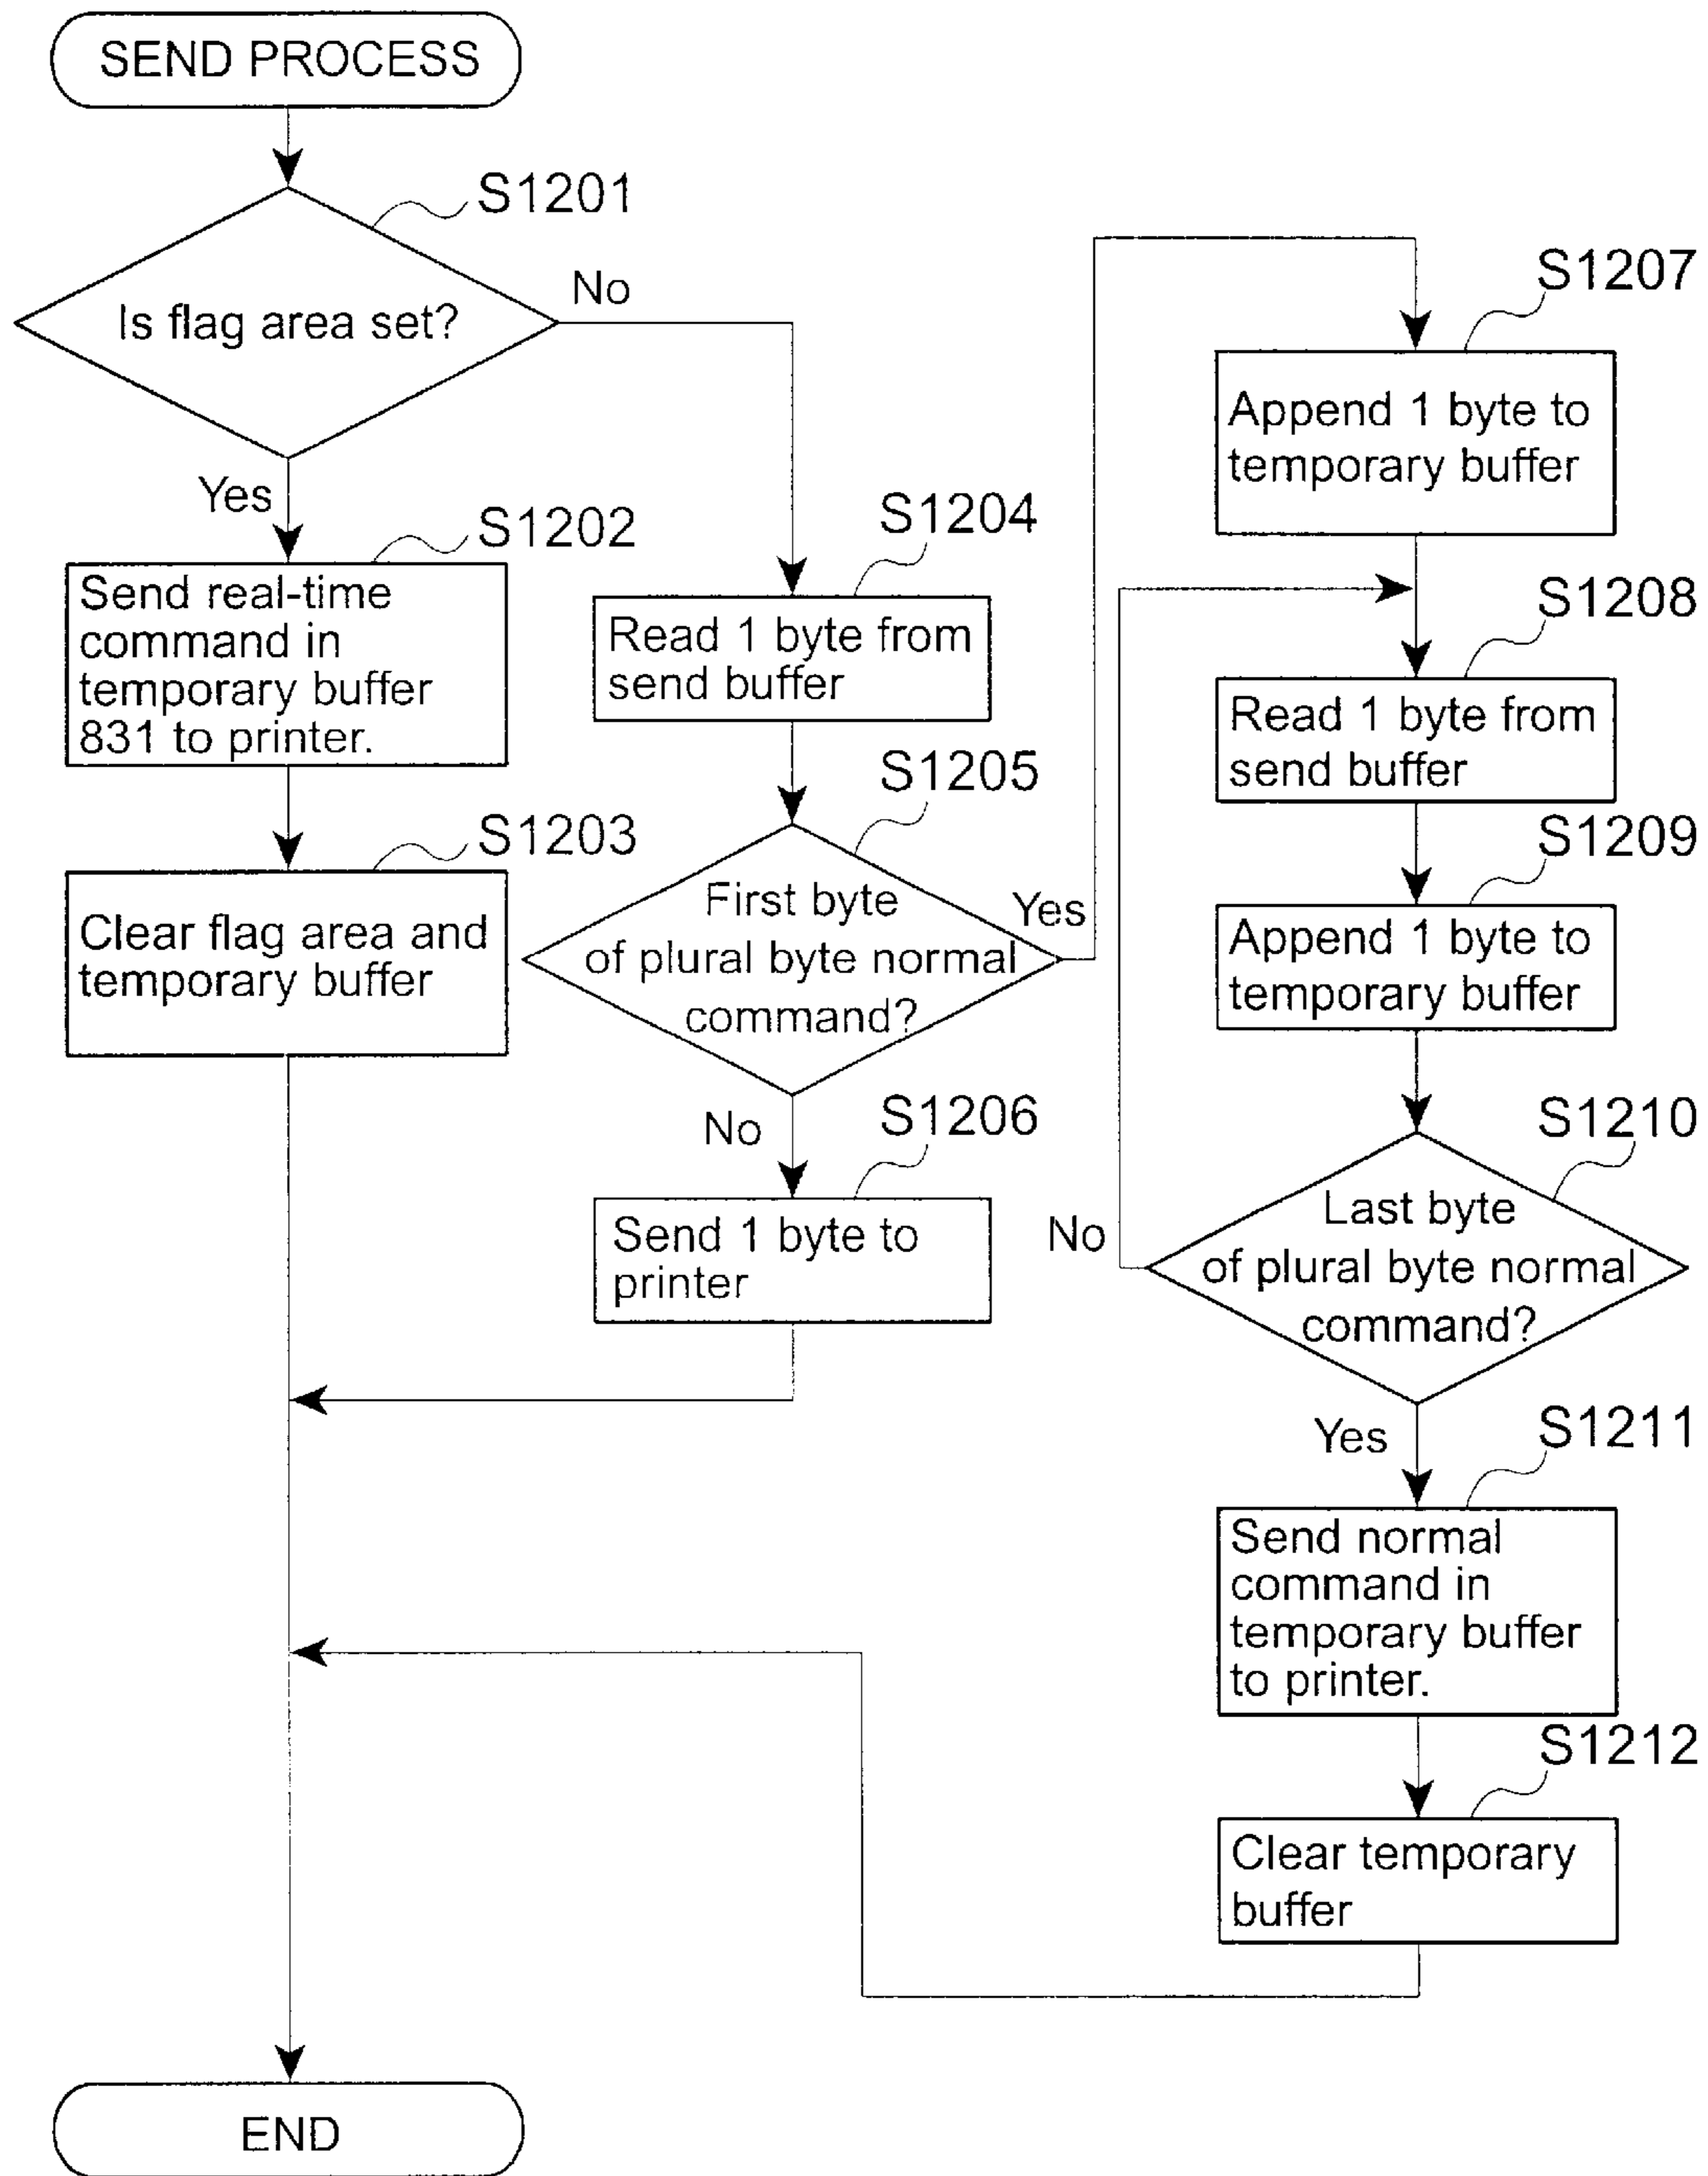 SEND PROCESS
S1201
Is flag area set?
No
Yes
S1202
Send real-time
command in
temporary buffer
831 to printer.
S1203
Clear flag area and
temporary buffer
S1204
Read 1 byte from
send buffer
S1205
First byte
of plural byte normal
command?
Yes
No
S1206
Send 1 byte to
printer
S1207
Append 1 byte to
temporary buffer
S1208
Read 1 byte from
send buffer
S1209
Append 1 byte to
temporary buffer
S1210
Last byte
of plural byte normal
command?
No
Yes
S1211
Send normal
command in
temporary buffer
to printer.
S1212
Clear temporary
buffer
END